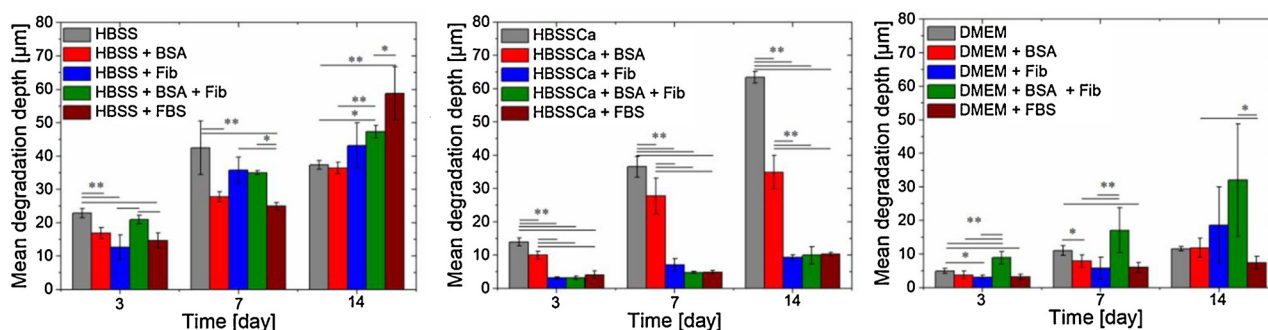 Mean degradation depth [µm]
80
70
60
50
40
30
20
10
0
HBSS
HBSS + BSA
HBSS + Fib
HBSS + BSA + Fib
HBSS + FBS
**
**
*
**
**
*
*
3
7
14
Time [day]
Mean degradation depth [µm]
80
70
60
50
40
30
20
10
0
HBSSCa
HBSSCa + BSA
HBSSCa + Fib
HBSSCa + BSA + Fib
HBSSCa + FBS
**
**
**
**
3
7
14
Time [day]
Mean degradation depth [µm]
80
70
60
50
40
30
20
10
0
DMEM
DMEM + BSA
DMEM + Fib
DMEM + BSA + Fib
DMEM + FBS
**
*
**
*
*
3
7
14
Time [day]